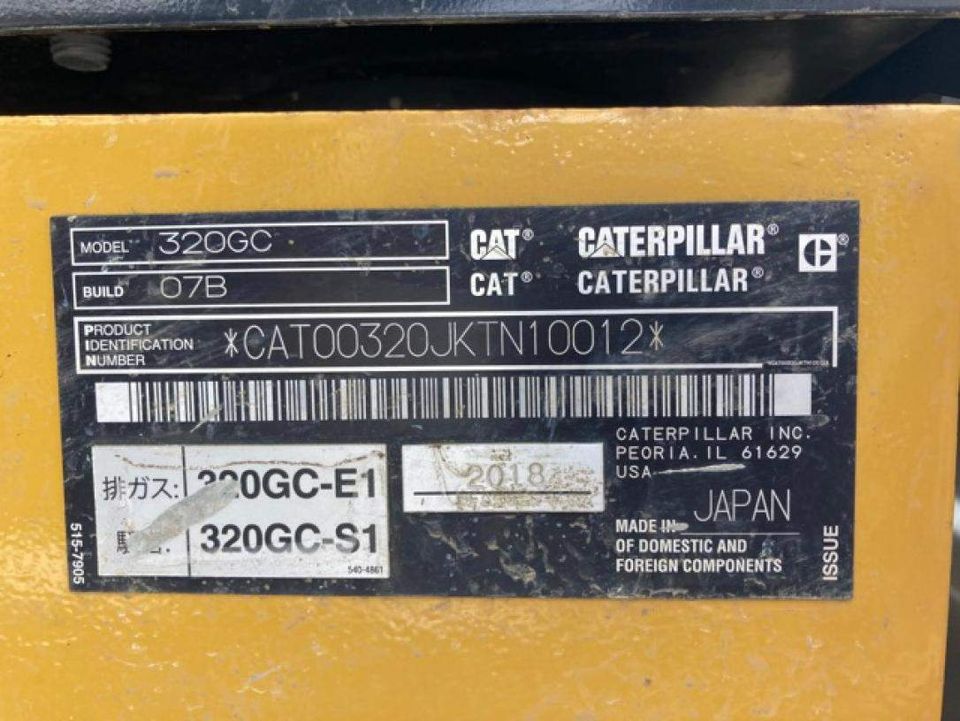 MODEL 320GC
CAT® CATERPILLAR®
BUILD 07B
CAT® CATERPILLAR®
PRODUCT
IDENTIFICATION
NUMBER
*CAT00320JKTN10012*
CATERPILLAR INC.
PEORIA. IL 61629
USA
排ガス: 320GC-E1
320GC-S1
540-4861
2018
MADE IN JAPAN
OF DOMESTIC AND
FOREIGN COMPONENTS
515-7905
ISSUE